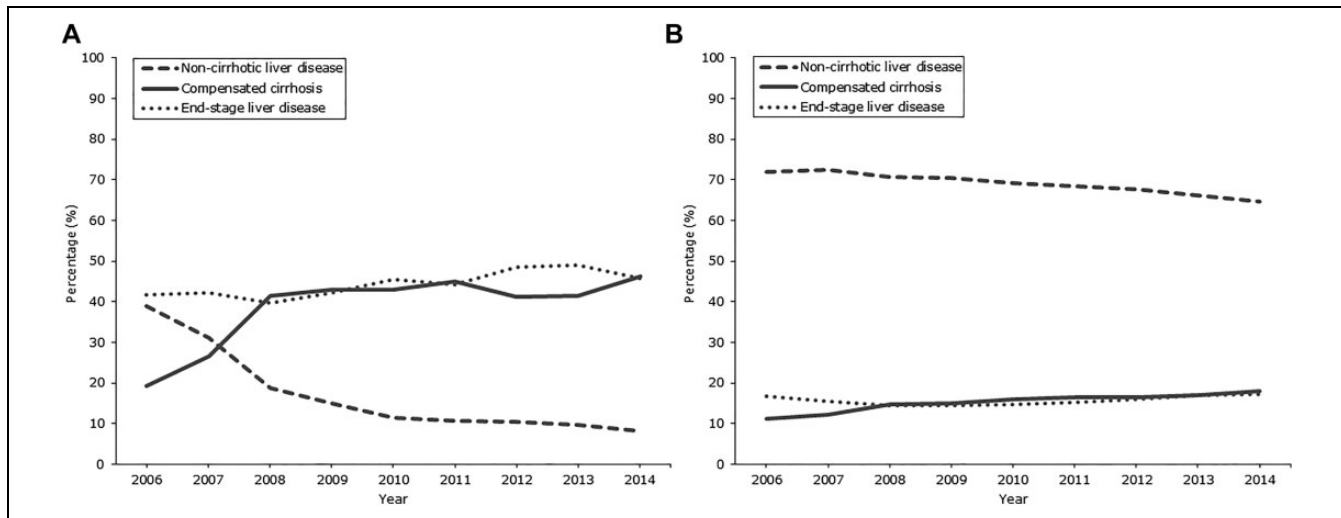 A
Non-cirrhotic liver disease
Compensated cirrhosis
End-stage liver disease
Percentage (%)
100
90
80
70
60
50
40
30
20
10
0
2006 2007 2008 2009 2010 2011 2012 2013 2014
Year
B
Non-cirrhotic liver disease
Compensated cirrhosis
End-stage liver disease
Percentage (%)
100
90
80
70
60
50
40
30
20
10
0
2006 2007 2008 2009 2010 2011 2012 2013 2014
Year